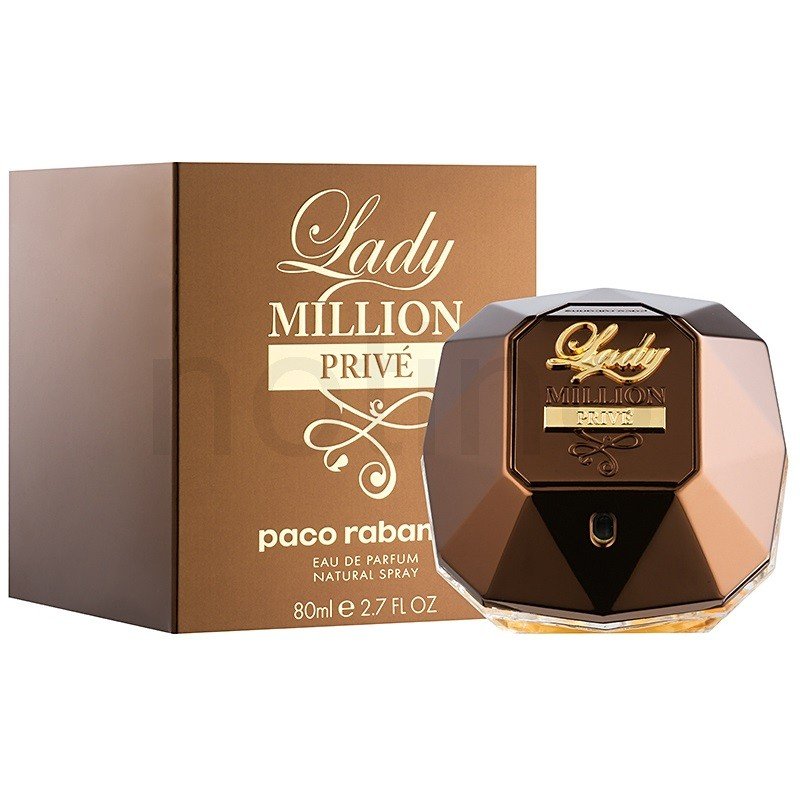 Lady
MILLION
PRIVÉ
paco raban
EAU DE PARFUM
NATURAL SPRAY
80ml e 2.7 FL OZ
Lady
MILLION
PRIVÉ